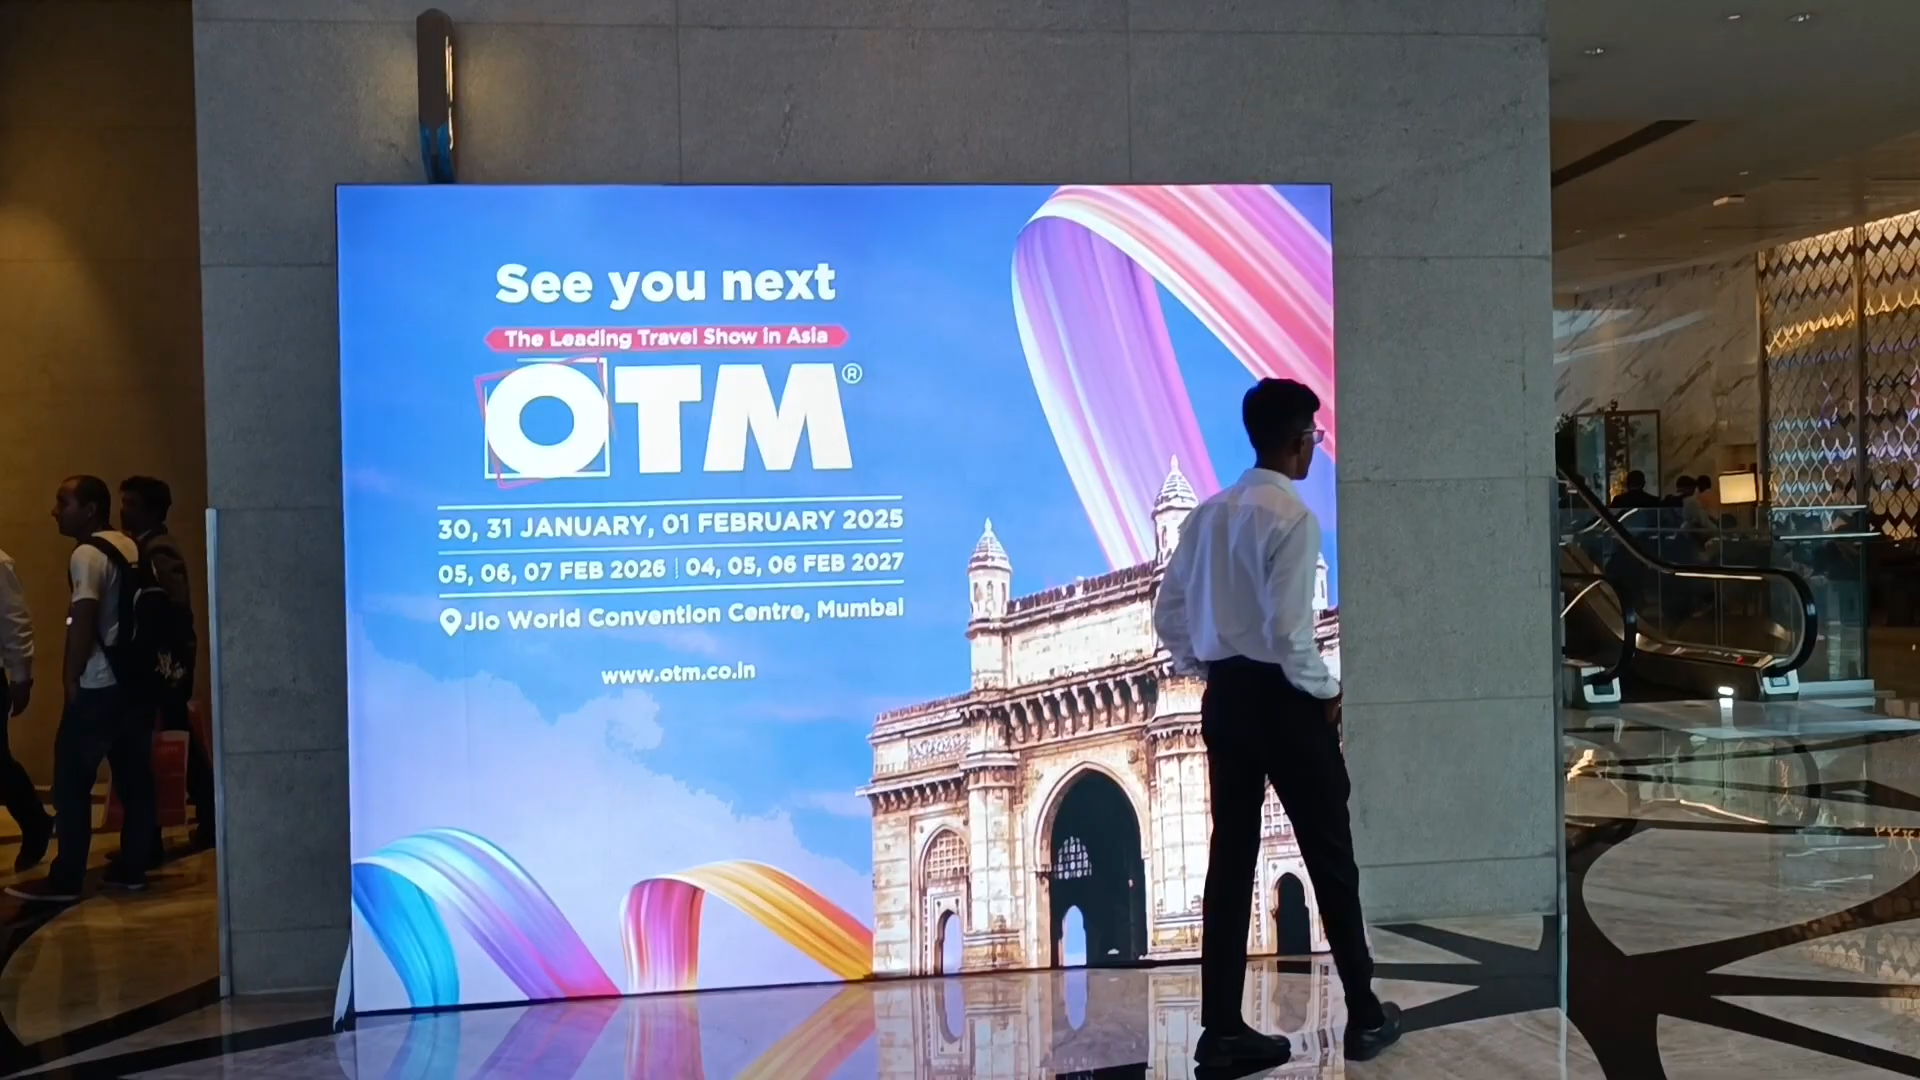 See you next
The Leading Travel Show in Asia
OTM®
30, 31 JANUARY, 01 FEBRUARY 2025
05, 06, 07 FEB 2026 | 04, 05, 06 FEB 2027
Jio World Convention Centre, Mumbai
www.otm.co.in